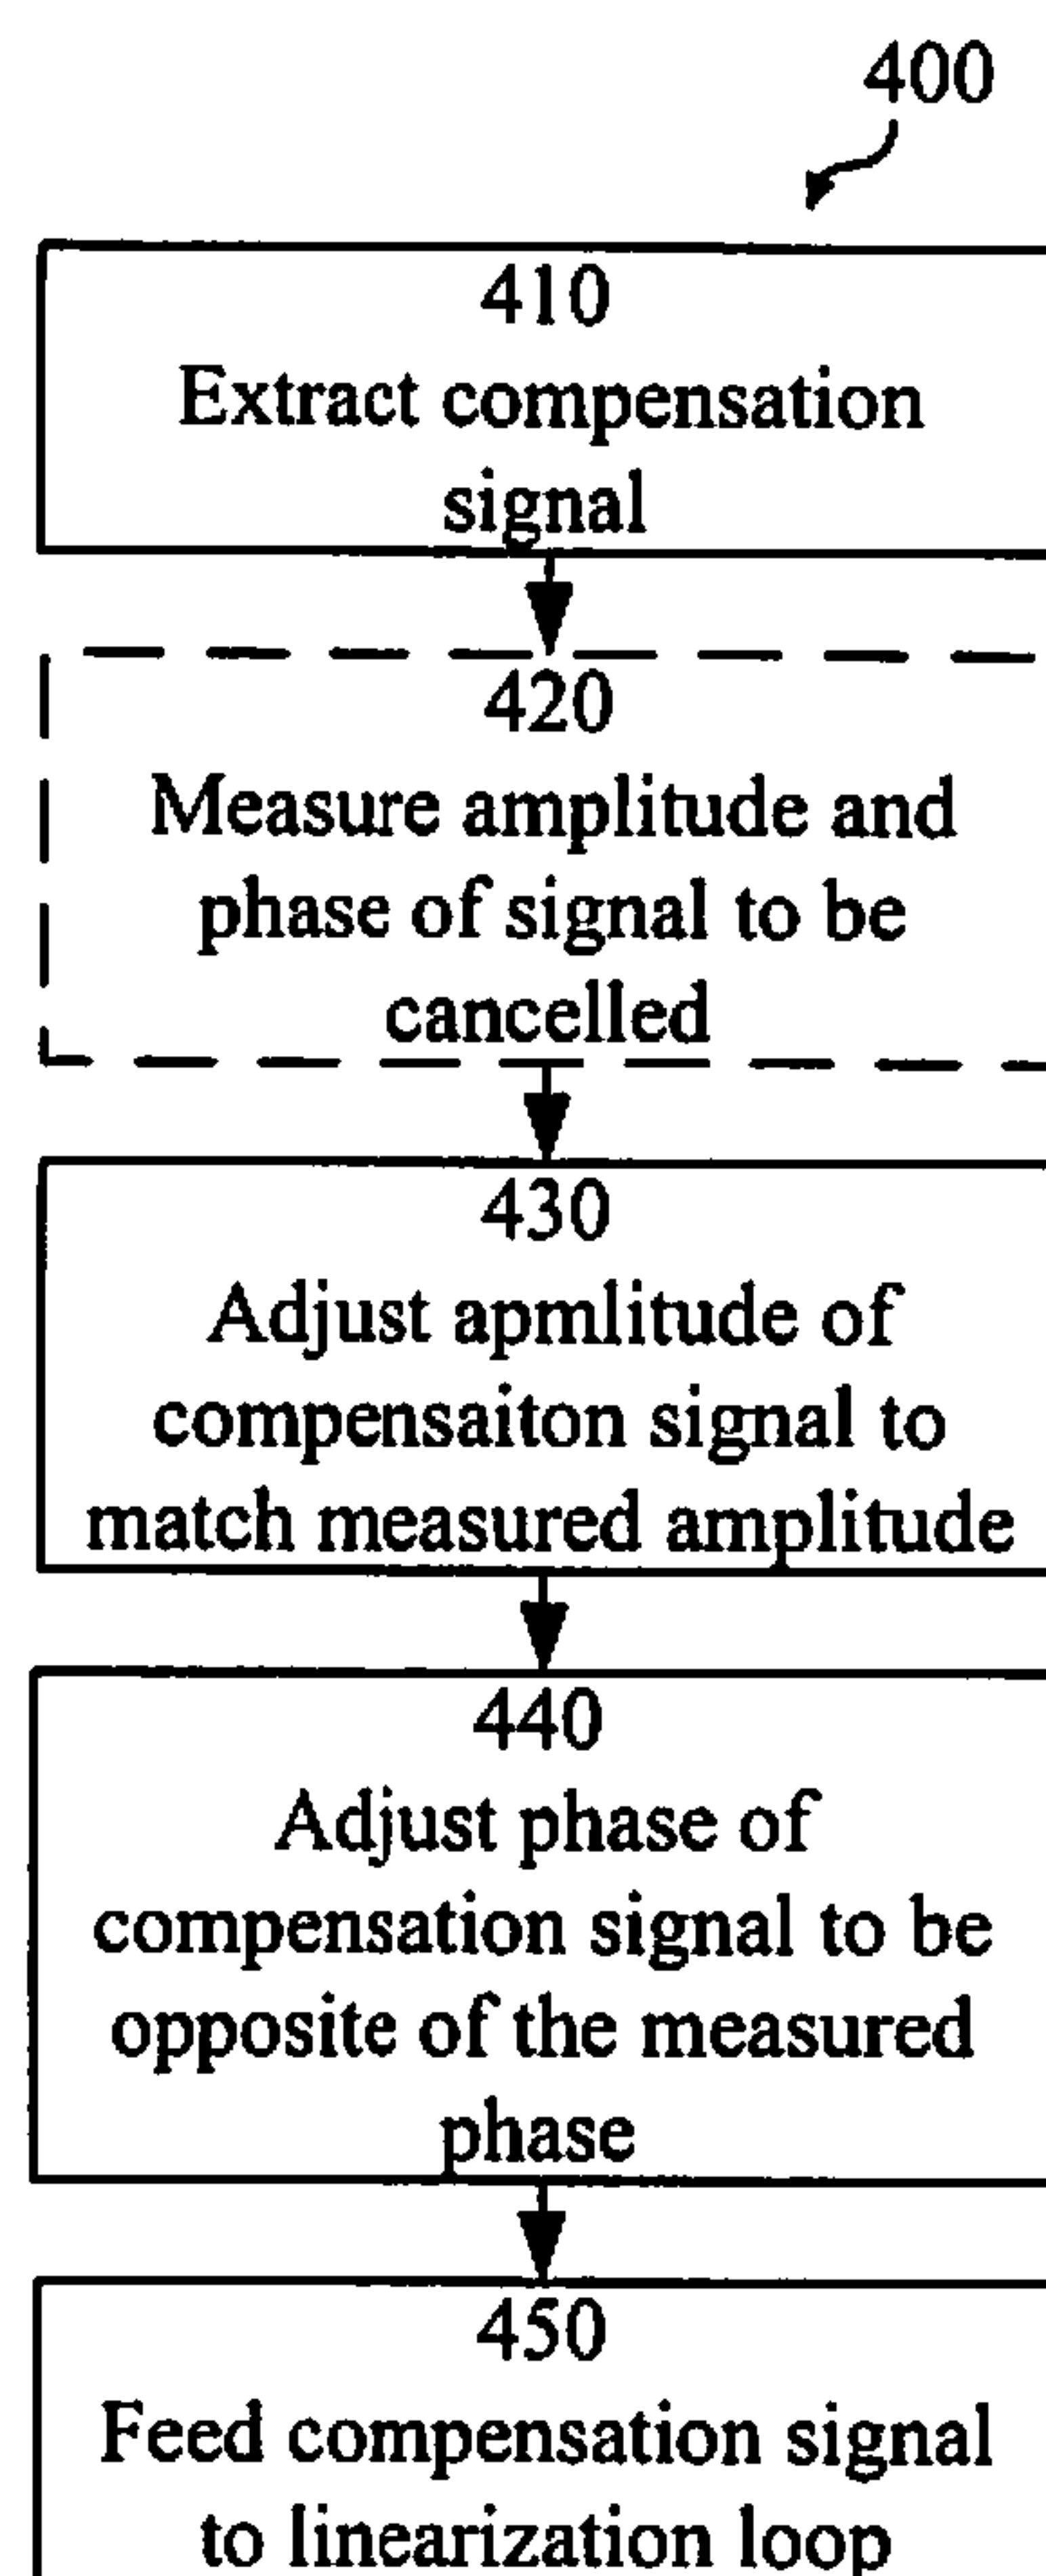 400
410
Extract compensation
signal
420
Measure amplitude and
phase of signal to be
cancelled
430
Adjust apmlitude of
compensaiton signal to
match measured amplitude
440
Adjust phase of
compensation signal to be
opposite of the measured
phase
450
Feed compensation signal
to linearization loop